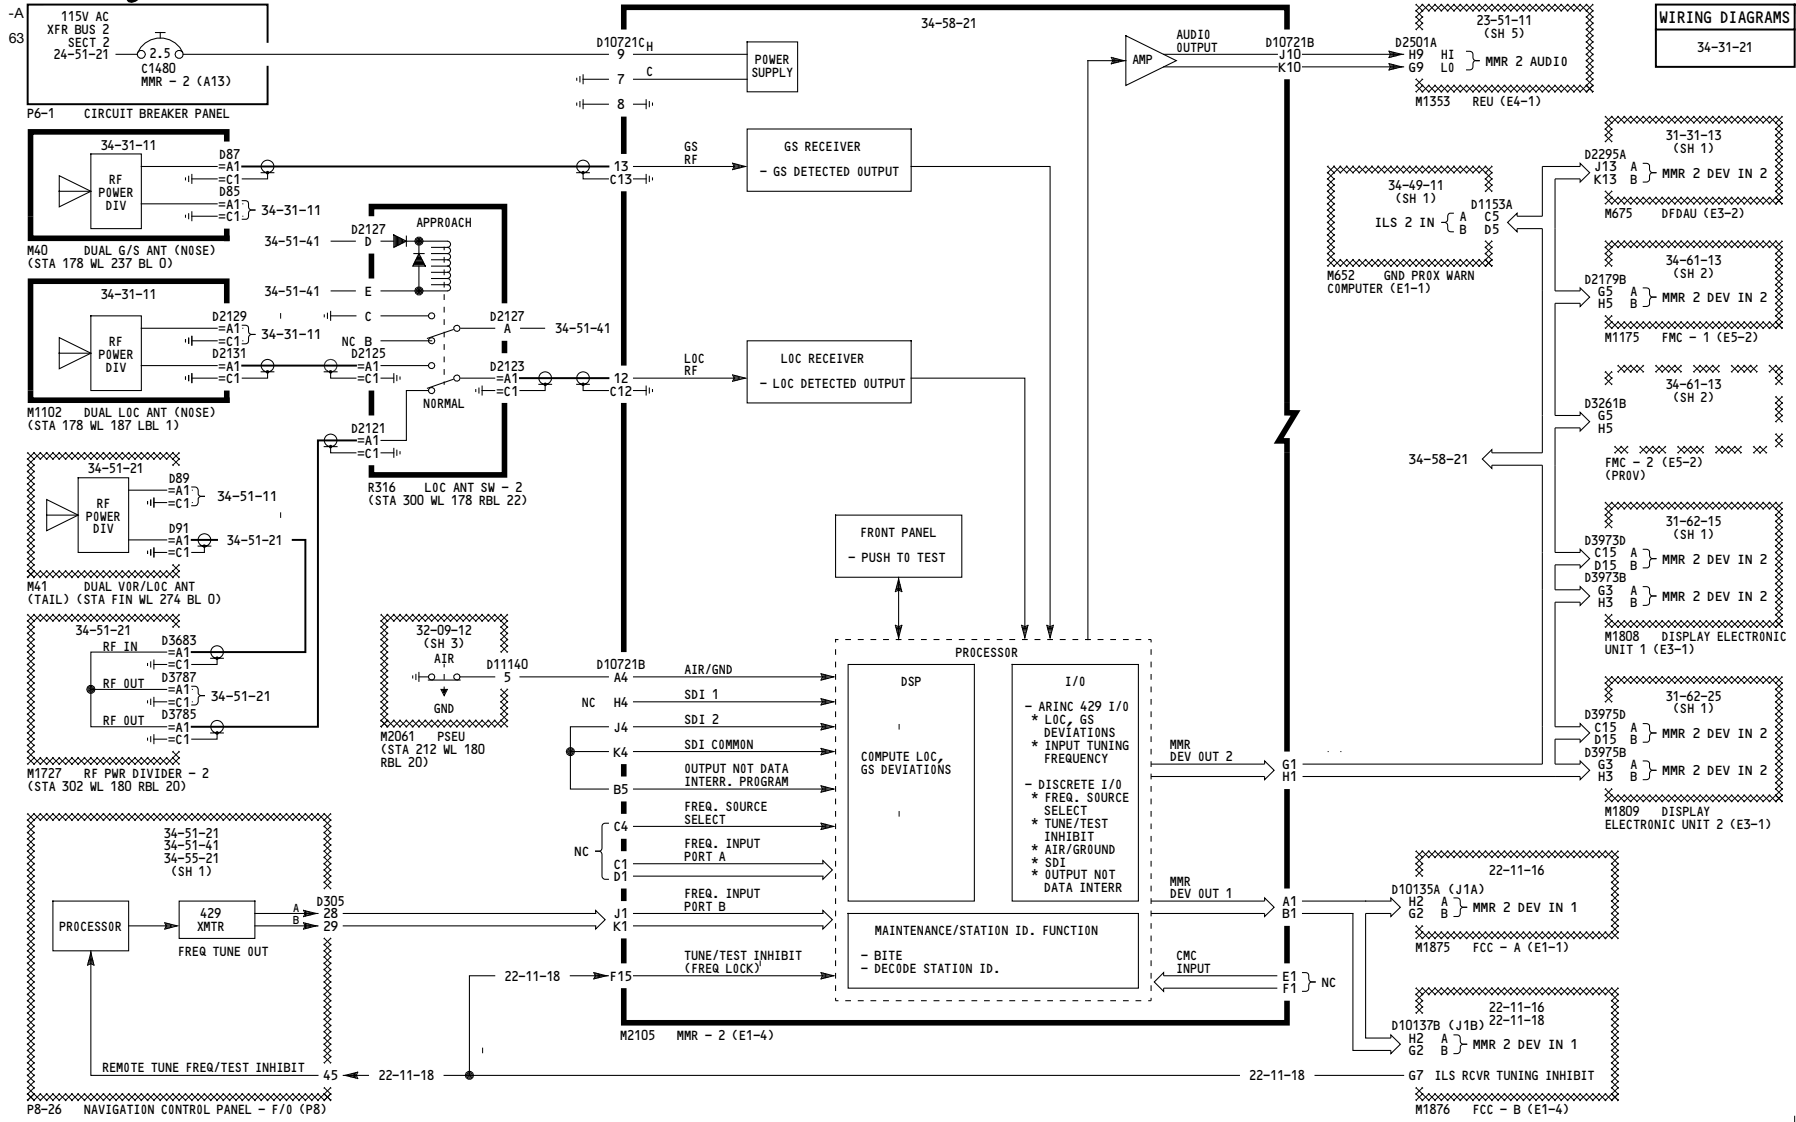 -A
63
115V AC
XFR BUS 2
SECT 2
24-51-21
2.5
C1480
MMR - 2 (A13)
P6-1 CIRCUIT BREAKER PANEL
34-31-11
RF
POWER
DIV
D87
=A1
=C1
D85
=A1
=C1
34-31-11
M40 DUAL G/S ANT (NOSE)
(STA 178 WL 237 BL 0)
34-31-11
RF
POWER
DIV
D2129
=A1
=C1
34-31-11
D2131
=A1
=C1
M1102 DUAL LOC ANT (NOSE)
(STA 178 WL 187 LBL 1)
34-51-21
RF
POWER
DIV
D89
=A1
=C1
34-51-11
D91
=A1
=C1
34-51-21
M41 DUAL VOR/LOC ANT
(TAIL) (STA FIN WL 274 BL 0)
34-51-21
RF IN
RF OUT
RF OUT
D3683
=A1
=C1
D3787
=A1
=C1
34-51-21
D3785
=A1
=C1
M1727 RF PWR DIVIDER - 2
(STA 302 WL 180 RBL 20)
34-51-21
34-51-41
34-55-21
(SH 1)
PROCESSOR
429
XMTR
FREQ TUNE OUT
A
B
D305
28
29
REMOTE TUNE FREQ/TEST INHIBIT
45
22-11-18
P8-26 NAVIGATION CONTROL PANEL - F/O (P8)
APPROACH
34-51-41
D2127
D
34-51-41
E
C
NC B
D2127
A
34-51-41
D2125
=A1
=C1
NORMAL
D2123
=A1
=C1
D2121
=A1
=C1
R316 LOC ANT SW - 2
(STA 300 WL 178 RBL 22)
32-09-12
(SH 3)
AIR
GND
D11140
5
M2061 PSEU
(STA 212 WL 180
RBL 20)
34-58-21
D10721C
9
H
7
C
8
POWER
SUPPLY
13
C13
GS
RF
GS RECEIVER
- GS DETECTED OUTPUT
12
C12
LOC
RF
LOC RECEIVER
- LOC DETECTED OUTPUT
AMP
AUDIO
OUTPUT
D10721B
J10
K10
FRONT PANEL
- PUSH TO TEST
D10721B
A4
AIR/GND
NC H4
SDI 1
J4
SDI 2
K4
SDI COMMON
B5
OUTPUT NOT DATA
INTERR. PROGRAM
NC
C4
FREQ. SOURCE
SELECT
C1
D1
FREQ. INPUT
PORT A
J1
K1
FREQ. INPUT
PORT B
22-11-18
F15
TUNE/TEST INHIBIT
(FREQ LOCK)
PROCESSOR
DSP
COMPUTE LOC,
GS DEVIATIONS
I/O
- ARINC 429 I/O
* LOC, GS
DEVIATIONS
* INPUT TUNING
FREQUENCY
- DISCRETE I/O
* FREQ. SOURCE
SELECT
* TUNE/TEST
INHIBIT
* AIR/GROUND
* SDI
* OUTPUT NOT
DATA INTERR
MAINTENANCE/STATION ID. FUNCTION
- BITE
- DECODE STATION ID.
MMR
DEV OUT 2
G1
H1
MMR
DEV OUT 1
A1
B1
CMC
INPUT
E1
F1
NC
M2105 MMR - 2 (E1-4)
23-51-11
(SH 5)
D2501A
H9 HI
G9 LO
MMR 2 AUDIO
M1353 REU (E4-1)
WIRING DIAGRAMS
34-31-21
34-49-11
(SH 1)
D1153A
ILS 2 IN
A C5
B D5
M652 GND PROX WARN
COMPUTER (E1-1)
31-31-13
(SH 1)
D2295A
J13 A
K13 B
MMR 2 DEV IN 2
M675 DFDAU (E3-2)
34-61-13
(SH 2)
D2179B
G5 A
H5 B
MMR 2 DEV IN 2
M1175 FMC - 1 (E5-2)
34-61-13
(SH 2)
D3261B
G5
H5
FMC - 2 (E5-2)
(PROV)
34-58-21
31-62-15
(SH 1)
D3973D
C15 A
D15 B
MMR 2 DEV IN 2
D3973B
G3 A
H3 B
MMR 2 DEV IN 2
M1808 DISPLAY ELECTRONIC
UNIT 1 (E3-1)
31-62-25
(SH 1)
D3975D
C15 A
D15 B
MMR 2 DEV IN 2
D3975B
G3 A
H3 B
MMR 2 DEV IN 2
M1809 DISPLAY
ELECTRONIC UNIT 2 (E3-1)
22-11-16
D10135A (J1A)
H2 A
G2 B
MMR 2 DEV IN 1
M1875 FCC - A (E1-1)
22-11-16
22-11-18
D10137B (J1B)
H2 A
G2 B
MMR 2 DEV IN 1
22-11-18
G7 ILS RCVR TUNING INHIBIT
M1876 FCC - B (E1-4)